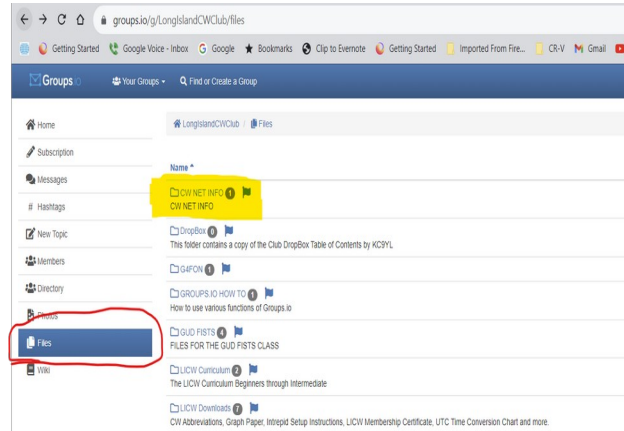 groups.io/g/LongIslandCWClub/files
Getting Started Google Voice - Inbox Google Bookmarks Clip to Evernote Getting Started Imported From Fire... CR-V Gmail
Groups.io Your Groups Find or Create a Group
Home
LongIslandCWClub / Files
Subscription
Name
Messages
CW NET INFO 1
CW NET INFO
# Hashtags
New Topic
DropBox 0
This folder contains a copy of the Club DropBox Table of Contents by KC9YL
Members
G4FON 1
Directory
GROUPS.IO HOW TO 1
How to use various functions of Groups.io
Photos
Files
GUD FISTS 4
FILES FOR THE GUD FISTS CLASS
Wiki
LICW Curriculum 2
The LICW Curriculum Beginners through Intermediate
LICW Downloads 7
CW Abbreviations, Graph Paper, Intrepid Setup Instructions, LICW Membership Certificate, UTC Time Conversion Chart and more.